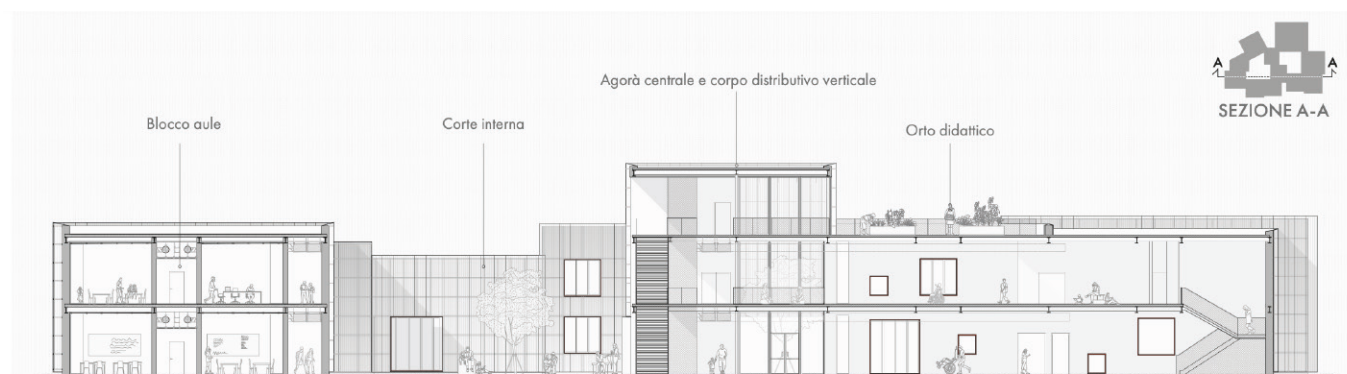 Agorà centrale e corpo distributivo verticale
Blocco aule
Corte interna
Orto didattico
A
A
SEZIONE A-A